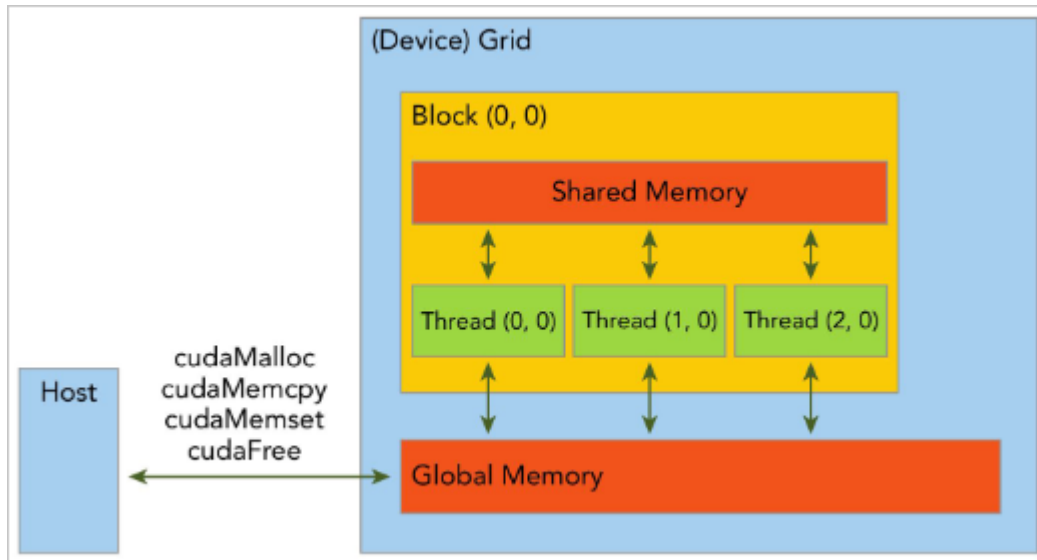 (Device) Grid
Block (0, 0)
Shared Memory
Thread (0, 0)
Thread (1, 0)
Thread (2, 0)
cudaMalloc
cudaMemcpy
cudaMemset
cudaFree
Host
Global Memory